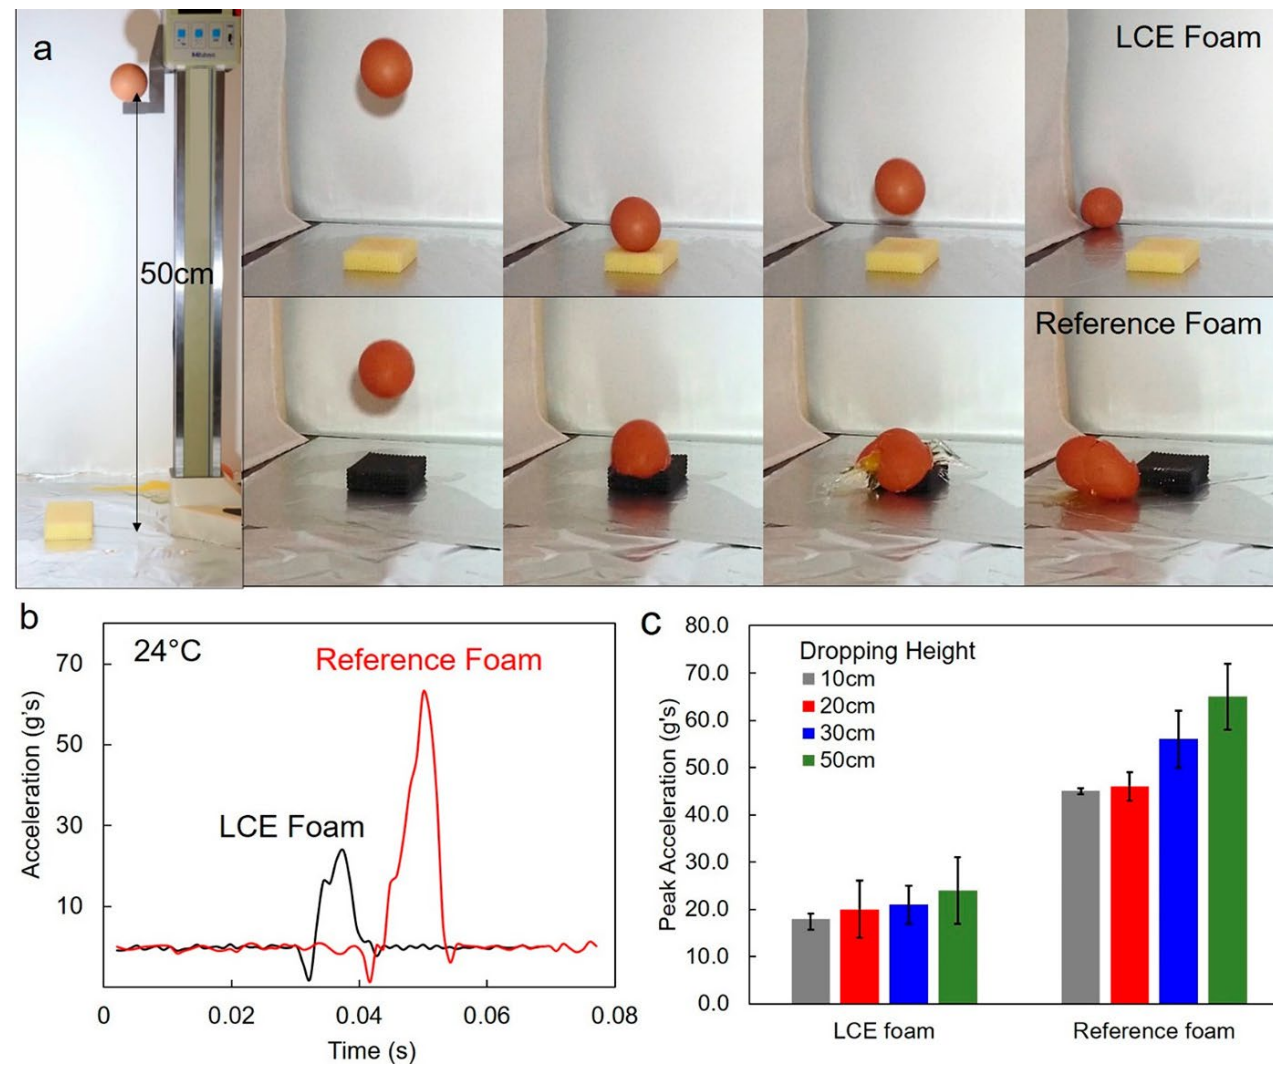 a
LCE Foam
50cm
Reference Foam
b
24°C
Reference Foam
LCE Foam
Acceleration (g's)
70
50
30
10
0
0.02
0.04
0.06
0.08
Time (s)
c
Dropping Height
10cm
20cm
30cm
50cm
Peak Acceleration (g's)
80.0
70.0
60.0
50.0
40.0
30.0
20.0
10.0
0.0
LCE foam
Reference foam